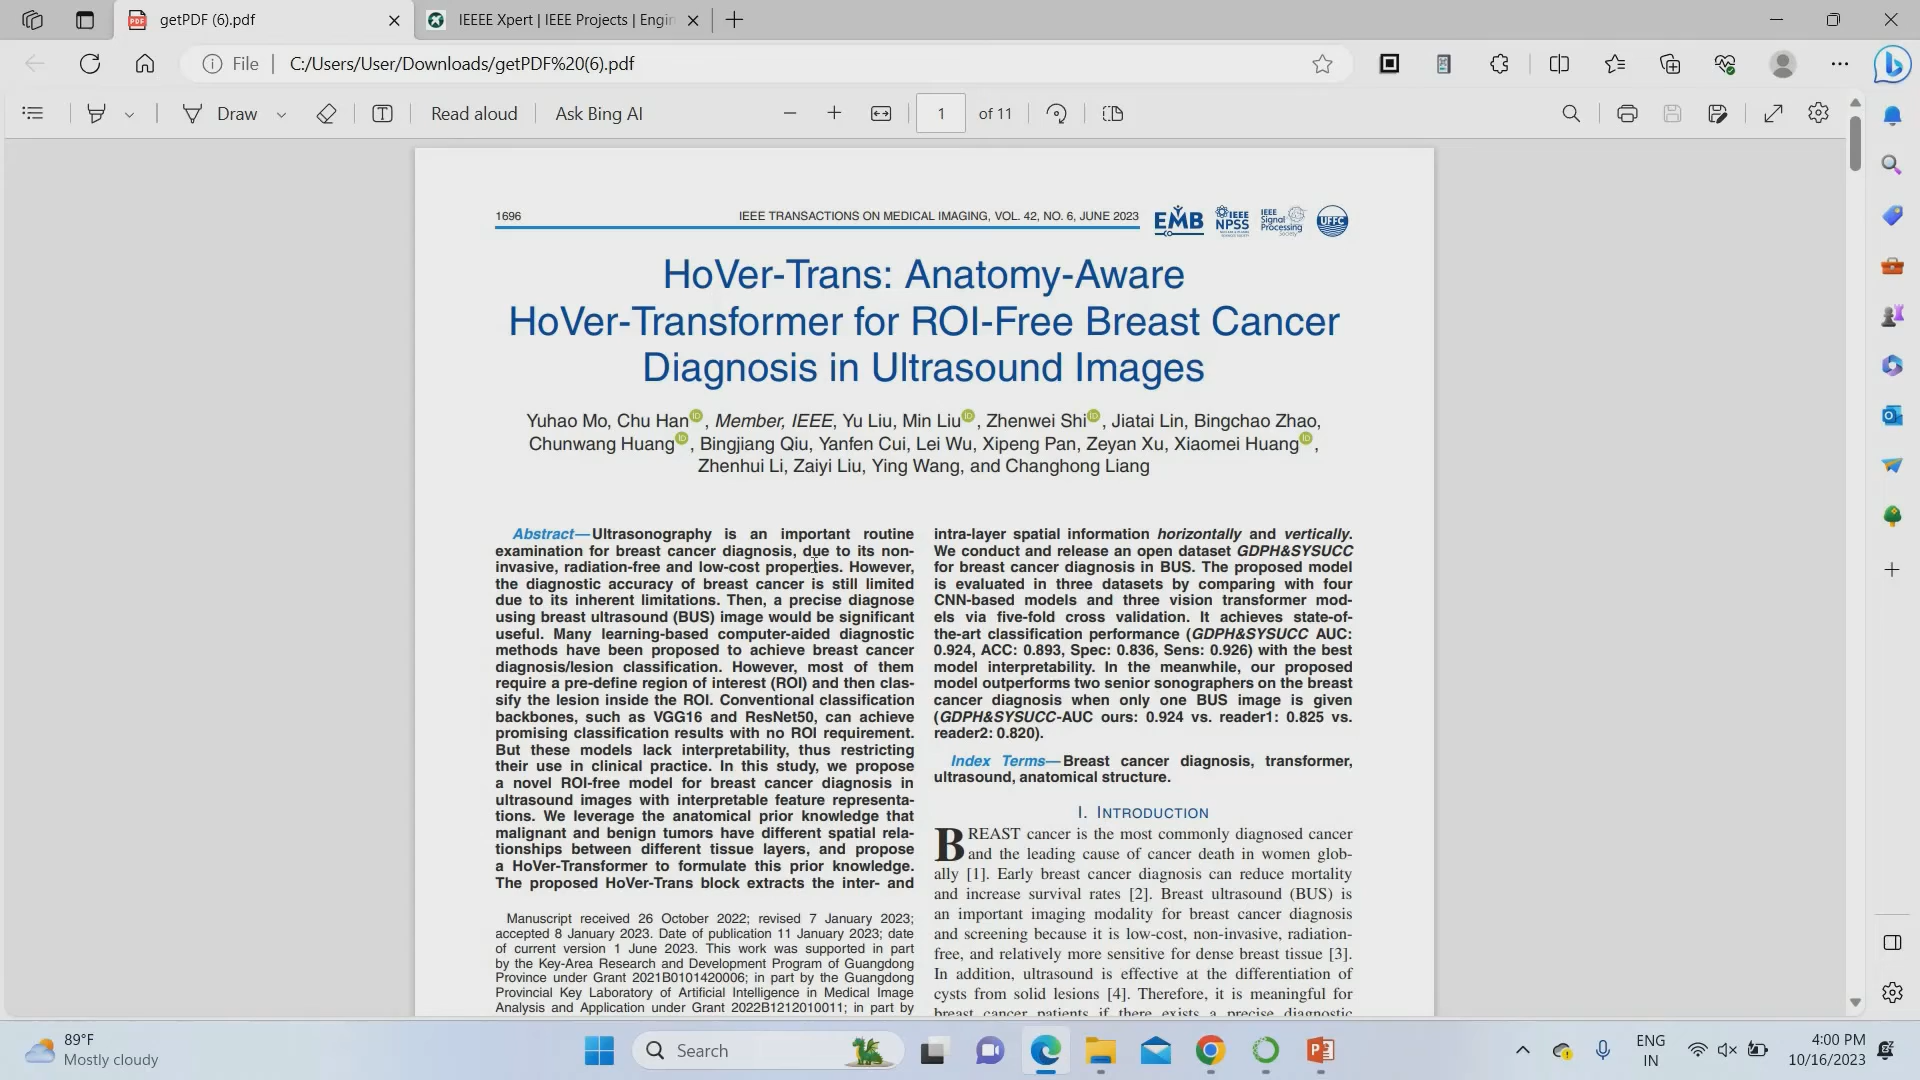 getPDF (6).pdf
IEEEE Xpert | IEEE Projects | Engin
File
C:/Users/User/Downloads/getPDF%20(6).pdf
Draw
Read aloud
Ask Bing AI
1
of 11
1696
IEEE TRANSACTIONS ON MEDICAL IMAGING, VOL. 42, NO. 6, JUNE 2023
EMB
IEEE
NPSS
IEEE
Signal
Processing
Society
UFFC
HoVer-Trans: Anatomy-Aware
HoVer-Transformer for ROI-Free Breast Cancer
Diagnosis in Ultrasound Images
Yuhao Mo, Chu Han, Member, IEEE, Yu Liu, Min Liu, Zhenwei Shi, Jiatai Lin, Bingchao Zhao,
Chunwang Huang, Bingjiang Qiu, Yanfen Cui, Lei Wu, Xipeng Pan, Zeyan Xu, Xiaomei Huang,
Zhenhui Li, Zaiyi Liu, Ying Wang, and Changhong Liang
Abstract—Ultrasonography is an important routine
examination for breast cancer diagnosis, due to its non-
invasive, radiation-free and low-cost properties. However,
the diagnostic accuracy of breast cancer is still limited
due to its inherent limitations. Then, a precise diagnose
using breast ultrasound (BUS) image would be significant
useful. Many learning-based computer-aided diagnostic
methods have been proposed to achieve breast cancer
diagnosis/lesion classification. However, most of them
require a pre-define region of interest (ROI) and then clas-
sify the lesion inside the ROI. Conventional classification
backbones, such as VGG16 and ResNet50, can achieve
promising classification results with no ROI requirement.
But these models lack interpretability, thus restricting
their use in clinical practice. In this study, we propose
a novel ROI-free model for breast cancer diagnosis in
ultrasound images with interpretable feature representa-
tions. We leverage the anatomical prior knowledge that
malignant and benign tumors have different spatial rela-
tionships between different tissue layers, and propose
a HoVer-Transformer to formulate this prior knowledge.
The proposed HoVer-Trans block extracts the inter- and
Manuscript received 26 October 2022; revised 7 January 2023;
accepted 8 January 2023. Date of publication 11 January 2023; date
of current version 1 June 2023. This work was supported in part
by the Key-Area Research and Development Program of Guangdong
Province under Grant 2021B0101420006; in part by the Guangdong
Provincial Key Laboratory of Artificial Intelligence in Medical Image
Analysis and Application under Grant 2022B1212010011; in part by
intra-layer spatial information horizontally and vertically.
We conduct and release an open dataset GDPH&SYSUCC
for breast cancer diagnosis in BUS. The proposed model
is evaluated in three datasets by comparing with four
CNN-based models and three vision transformer mod-
els via five-fold cross validation. It achieves state-of-
the-art classification performance (GDPH&SYSUCC AUC:
0.924, ACC: 0.893, Spec: 0.836, Sens: 0.926) with the best
model interpretability. In the meanwhile, our proposed
model outperforms two senior sonographers on the breast
cancer diagnosis when only one BUS image is given
(GDPH&SYSUCC-AUC ours: 0.924 vs. reader1: 0.825 vs.
reader2: 0.820).
Index Terms—Breast cancer diagnosis, transformer,
ultrasound, anatomical structure.
I. INTRODUCTION
BREAST cancer is the most commonly diagnosed cancer
and the leading cause of cancer death in women glob-
ally [1]. Early breast cancer diagnosis can reduce mortality
and increase survival rates [2]. Breast ultrasound (BUS) is
an important imaging modality for breast cancer diagnosis
and screening because it is low-cost, non-invasive, radiation-
free, and relatively more sensitive for dense breast tissue [3].
In addition, ultrasound is effective at the differentiation of
cysts from solid lesions [4]. Therefore, it is meaningful for
breast cancer patients if there exists a precise diagnostic
89°F
Mostly cloudy
Search
ENG
IN
4:00 PM
10/16/2023